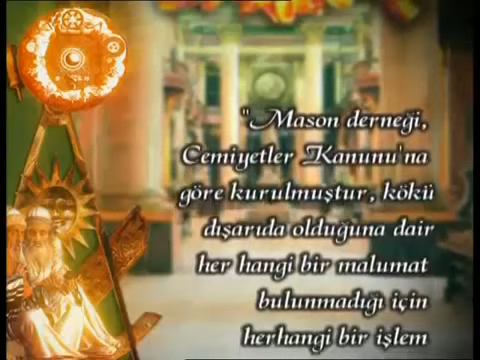 "Mason derneği,
Cemiyetler Kanunu'na
göre kurulmuştur, kökü
dışarıda olduğuna dair
her hangi bir malumat
bulunmadığı için
herhangi bir işlem